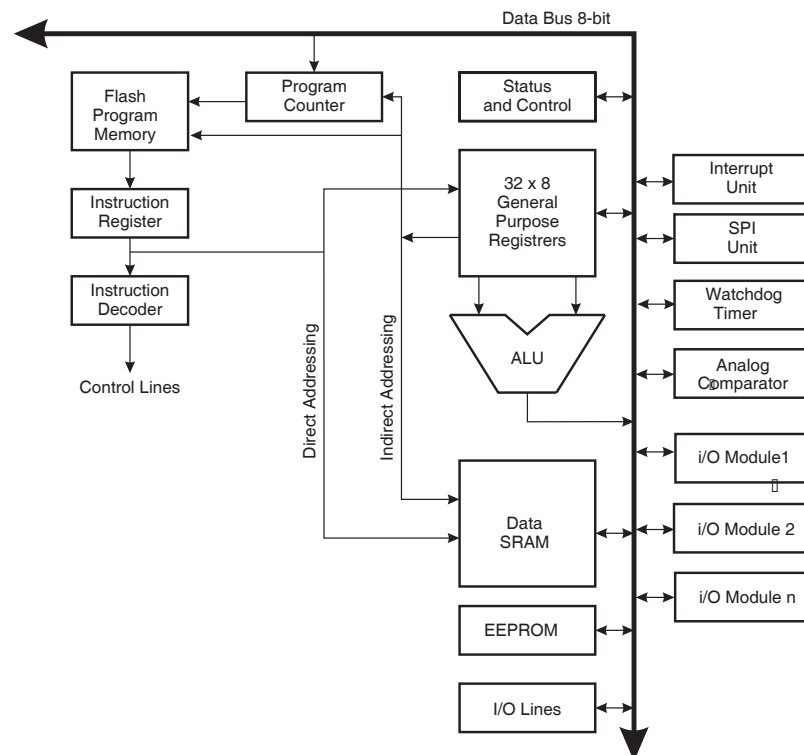 Data Bus 8-bit
Flash
Program
Memory
Program
Counter
Status
and Control
Interrupt
Unit
32 x 8
General
Purpose
Registrers
Instruction
Register
SPI
Unit
Instruction
Decoder
Watchdog
Timer
Direct Addressing
Indirect Addressing
ALU
Analog
Comparator
Control Lines
i/O Module1
Data
SRAM
i/O Module 2
i/O Module n
EEPROM
I/O Lines